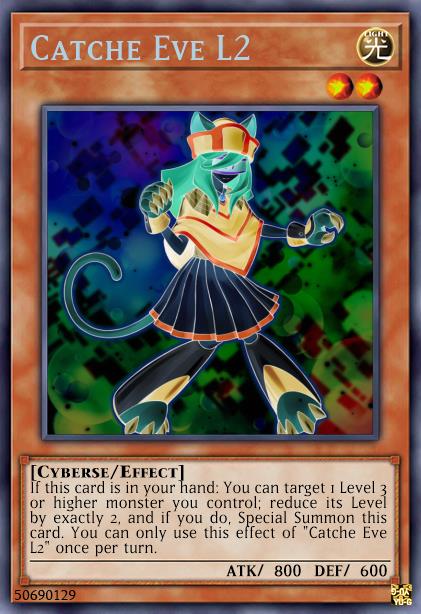 CATCHE EVE L2
LIGHT
光
[CYBERSE/EFFECT]
If this card is in your hand: You can target 1 Level 3
or higher monster you control; reduce its Level
by exactly 2, and if you do, Special Summon this
card. You can only use this effect of "Catche Eve
L2" once per turn.
ATK/ 800 DEF/ 600
50690129